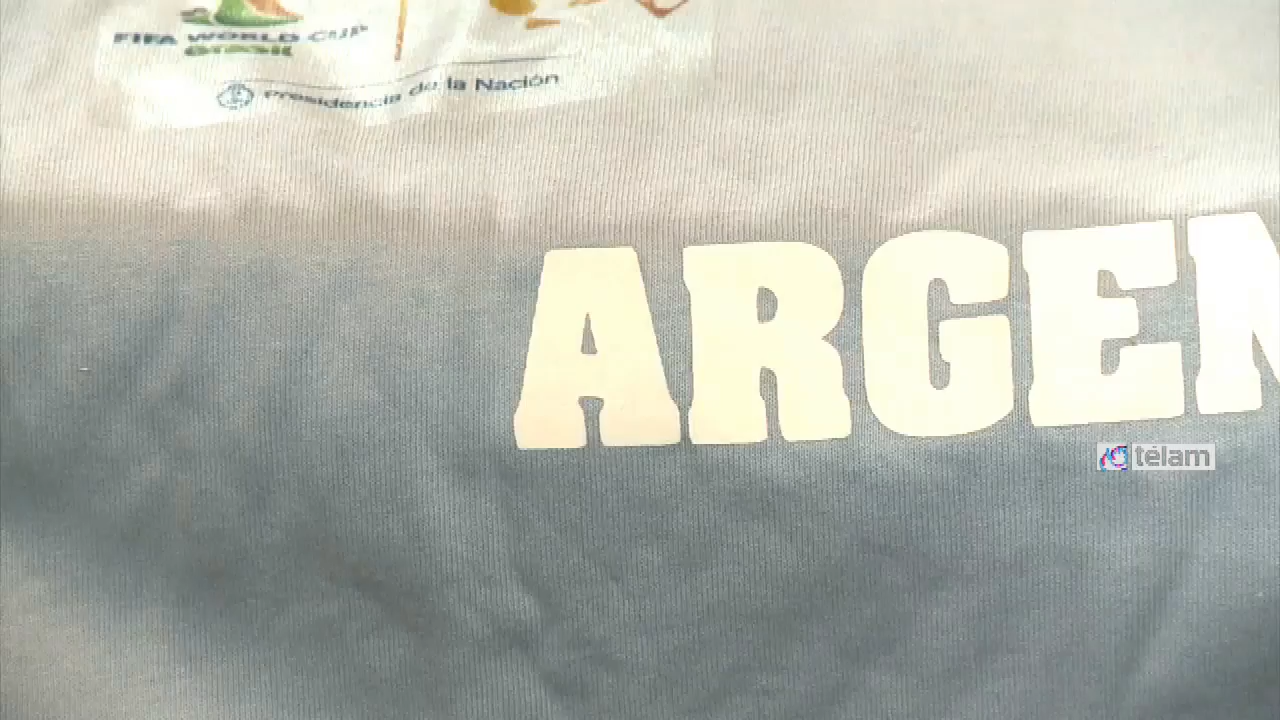 FIFA WORLD CUP
BRASIL
Presidencia de la Nación
ARGEN
télam